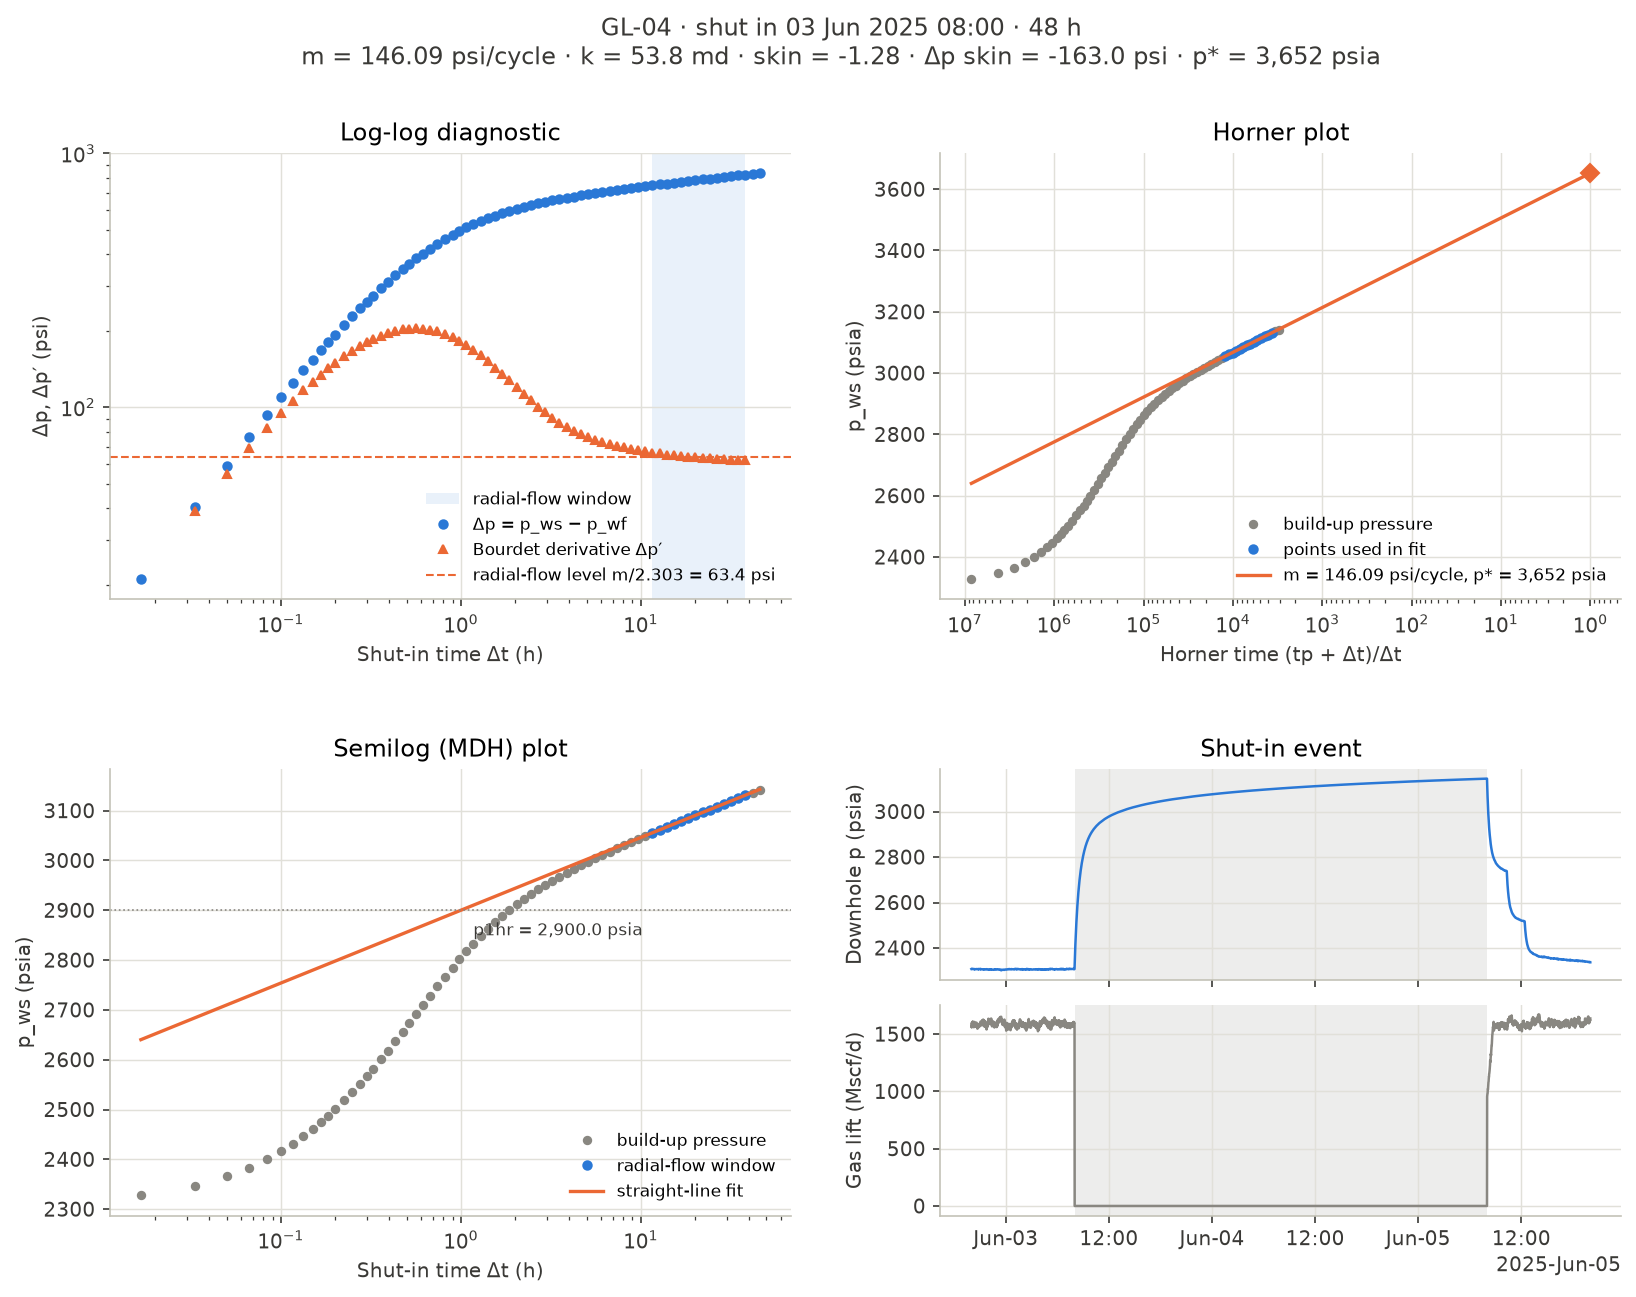 GL-04 · shut in 03 Jun 2025 08:00 · 48 h
m = 146.09 psi/cycle · k = 53.8 md · skin = -1.28 · Δp skin = -163.0 psi · p* = 3,652 psia
Log-log diagnostic
Δp, Δp′ (psi)
10³
10²
radial-flow window
Δp = p_ws − p_wf
Bourdet derivative Δp′
radial-flow level m/2.303 = 63.4 psi
10⁻¹ 10⁰ 10¹
Shut-in time Δt (h)
Horner plot
p_ws (psia)
3600
3400
3200
3000
2800
2600
2400
build-up pressure
points used in fit
m = 146.09 psi/cycle, p* = 3,652 psia
10⁷ 10⁶ 10⁵ 10⁴ 10³ 10² 10¹ 10⁰
Horner time (tp + Δt)/Δt
Semilog (MDH) plot
p_ws (psia)
3100
3000
2900
2800
2700
2600
2500
2400
2300
p1hr = 2,900.0 psia
build-up pressure
radial-flow window
straight-line fit
10⁻¹ 10⁰ 10¹
Shut-in time Δt (h)
Shut-in event
Downhole p (psia)
3000
2800
2600
2400
Gas lift (Mscf/d)
1500
1000
500
0
Jun-03 12:00 Jun-04 12:00 Jun-05 12:00
2025-Jun-05